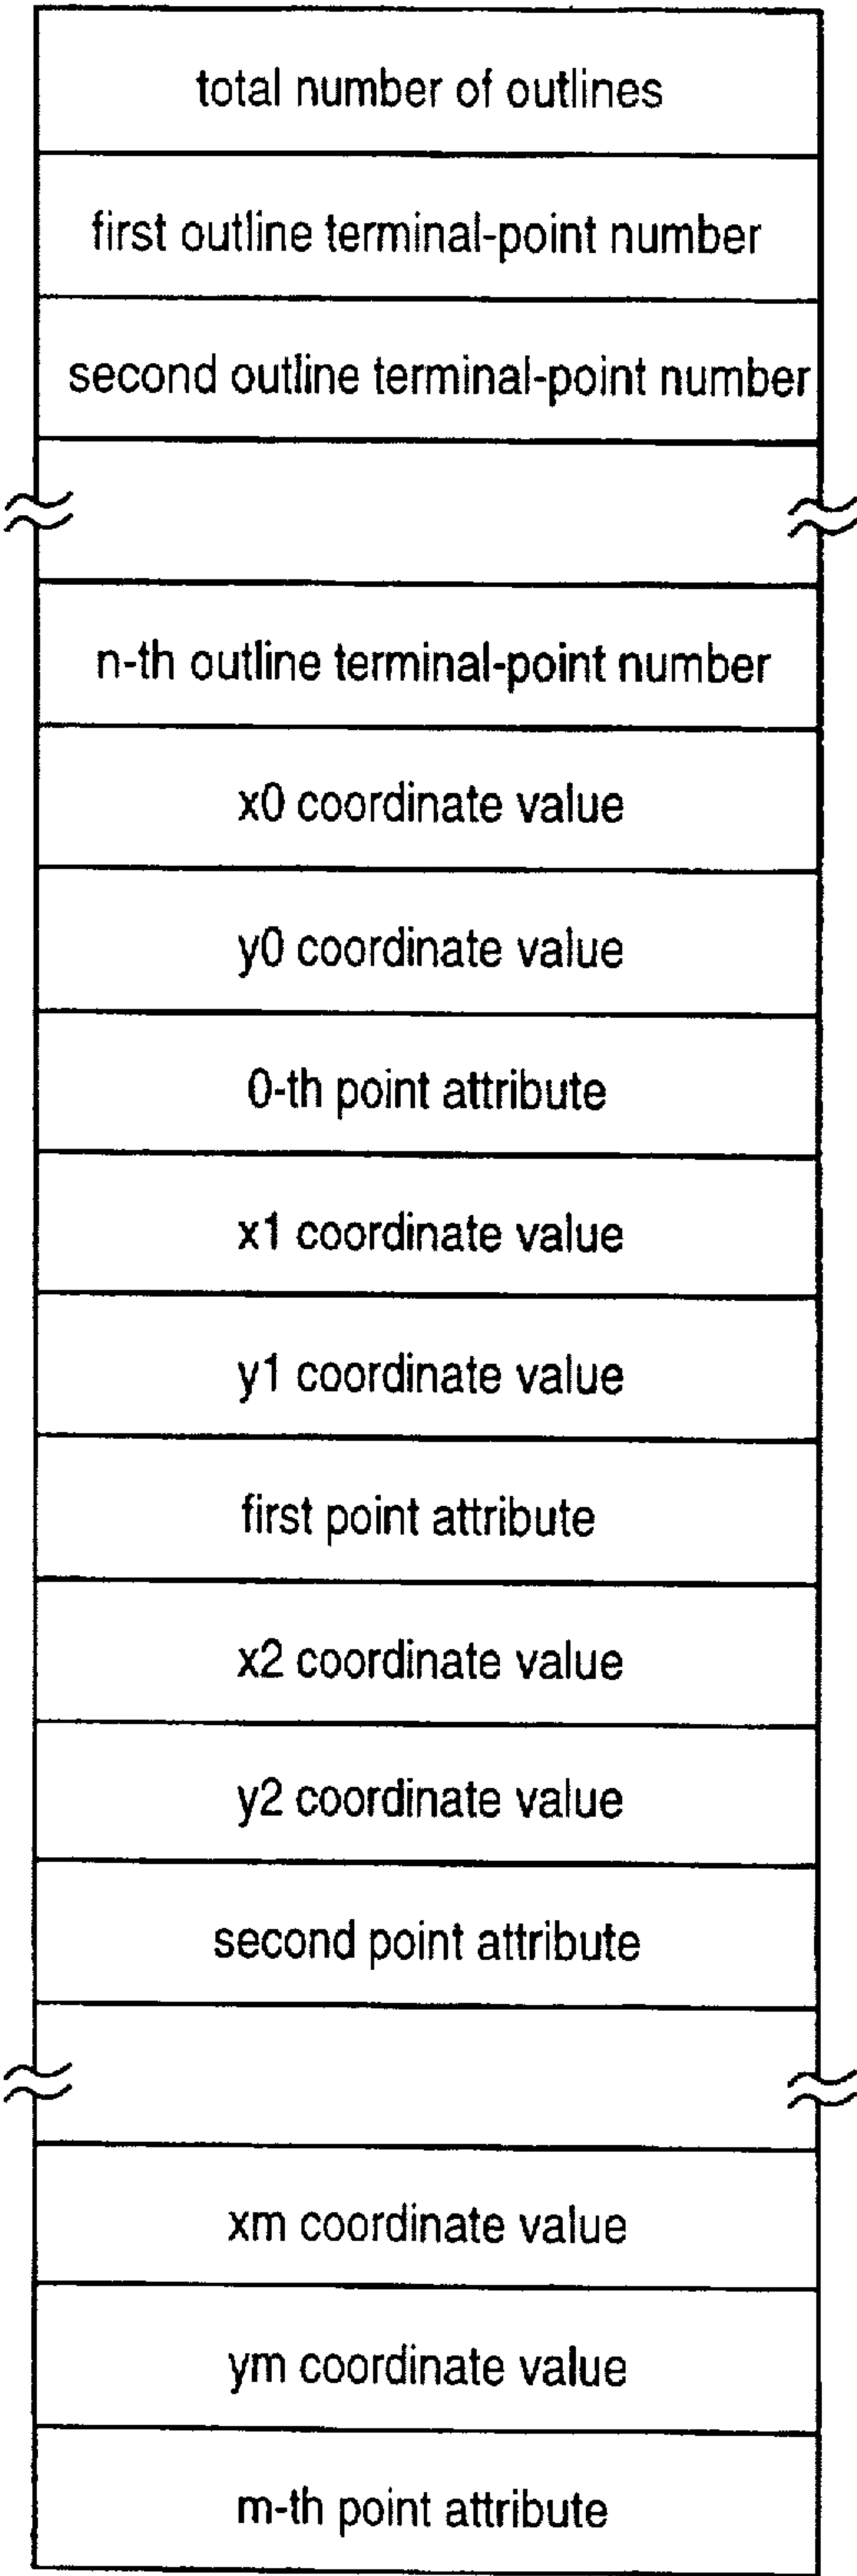 total number of outlines
first outline terminal-point number
second outline terminal-point number
n-th outline terminal-point number
x0 coordinate value
y0 coordinate value
0-th point attribute
x1 coordinate value
y1 coordinate value
first point attribute
x2 coordinate value
y2 coordinate value
second point attribute
xm coordinate value
ym coordinate value
m-th point attribute